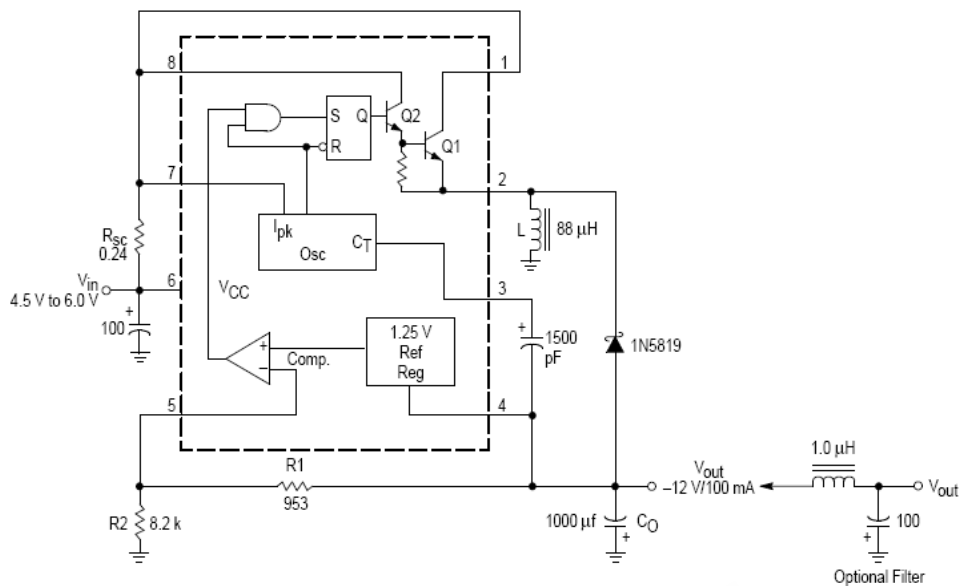 8
1
S
Q
Q2
R
Q1
7
2
Ipk
CT
Osc
L
88 μH
Rsc
0.24
Vin
4.5 V to 6.0 V
6
VCC
3
100
+
+
1500
pF
1.25 V
Ref
Reg
1N5819
+
–
Comp.
5
4
R1
953
Vout
–12 V/100 mA
1.0 μH
Vout
R2
8.2 k
1000 μf
CO
+
100
+
Optional Filter